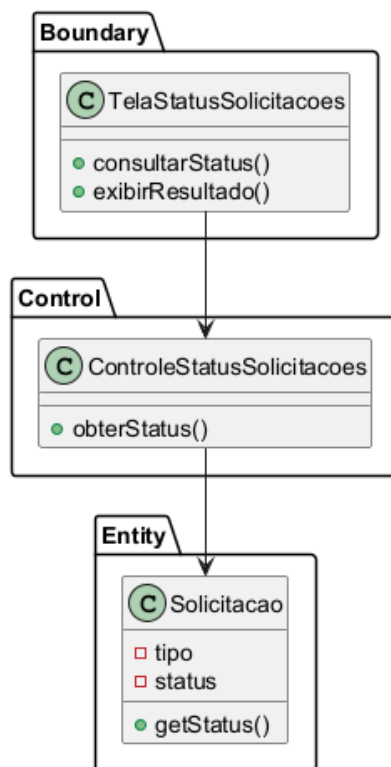 Boundary
C TelaStatusSolicitacoes
consultarStatus()
exibirResultado()
Control
C ControleStatusSolicitacoes
obterStatus()
Entity
C Solicitacao
tipo
status
getStatus()